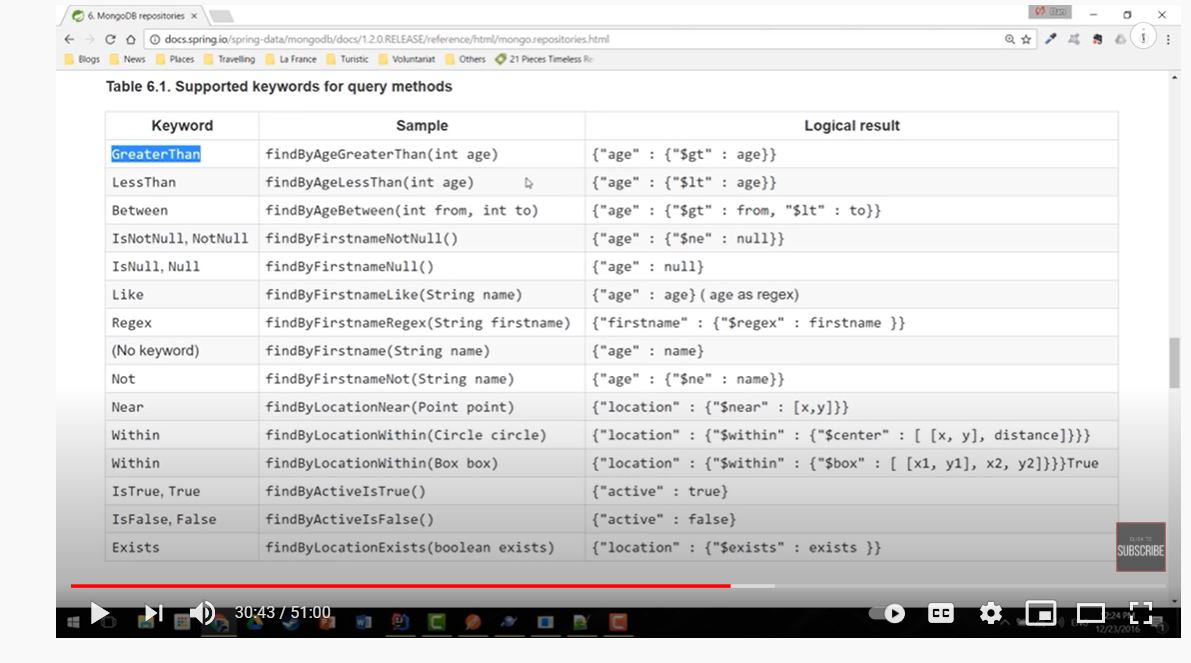 6. MongoDB repositories
Dan
docs.spring.io/spring-data/mongodb/docs/1.2.0.RELEASE/reference/html/mongo.repositories.html
Blogs News Places Travelling La France Turistic Voluntariat Others 21 Pieces Timeless Re
Table 6.1. Supported keywords for query methods
Keyword Sample Logical result
GreaterThan findByAgeGreaterThan(int age) {"age" : {"$gt" : age}}
LessThan findByAgeLessThan(int age) {"age" : {"$lt" : age}}
Between findByAgeBetween(int from, int to) {"age" : {"$gt" : from, "$lt" : to}}
IsNotNull, NotNull findByFirstnameNotNull() {"age" : {"$ne" : null}}
IsNull, Null findByFirstnameNull() {"age" : null}
Like findByFirstnameLike(String name) {"age" : age} ( age as regex)
Regex findByFirstnameRegex(String firstname) {"firstname" : {"$regex" : firstname }}
(No keyword) findByFirstname(String name) {"age" : name}
Not findByFirstnameNot(String name) {"age" : {"$ne" : name}}
Near findByLocationNear(Point point) {"location" : {"$near" : [x,y]}}
Within findByLocationWithin(Circle circle) {"location" : {"$within" : {"$center" : [ [x, y], distance]}}}
Within findByLocationWithin(Box box) {"location" : {"$within" : {"$box" : [ [x1, y1], x2, y2]}}}True
IsTrue, True findByActiveIsTrue() {"active" : true}
IsFalse, False findByActiveIsFalse() {"active" : false}
Exists findByLocationExists(boolean exists) {"location" : {"$exists" : exists }}
CLICK TO
SUBSCRIBE
30:43 / 51:00
CC
12/23/2016